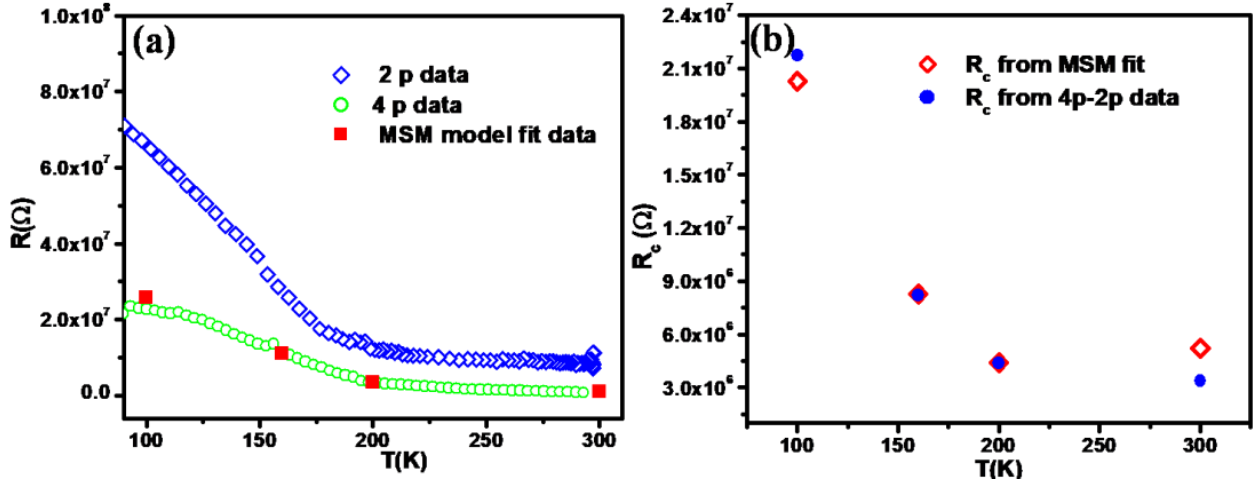 (a)
2 p data
4 p data
MSM model fit data
R(Ω)
1.0x10⁸
8.0x10⁷
6.0x10⁷
4.0x10⁷
2.0x10⁷
0.0
100 150 200 250 300
T(K)
(b)
R_c from MSM fit
R_c from 4p-2p data
R_c (Ω)
2.4x10⁷
2.1x10⁷
1.8x10⁷
1.5x10⁷
1.2x10⁷
9.0x10⁶
6.0x10⁶
3.0x10⁶
100 150 200 250 300
T(K)